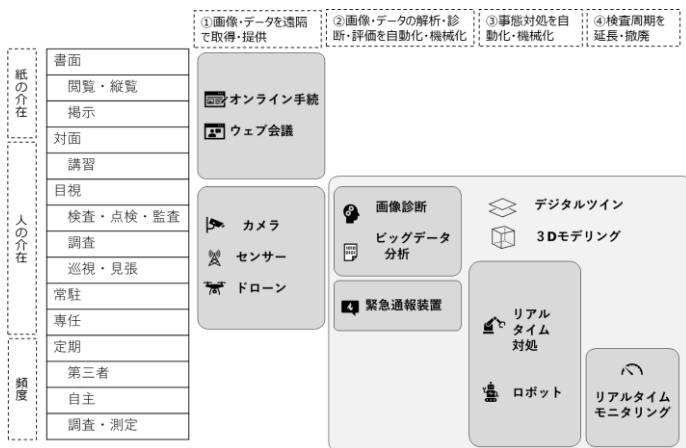 ①画像・データを遠隔
で取得・提供
②画像・データの解析・診
断・評価を自動化・機械化
③事態対処を自
動化・機械化
④検査周期を
延長・撤廃
紙の介在
書面
閲覧・縦覧
掲示
人の介在
対面
講習
目視
検査・点検・監査
調査
巡視・見張
常駐
専任
頻度
定期
第三者
自主
調査・測定
オンライン手続
ウェブ会議
カメラ
センサー
ドローン
画像診断
ビッグデータ
分析
緊急通報装置
デジタルツイン
3Dモデリング
リアル
タイム
対処
ロボット
リアルタイム
モニタリング